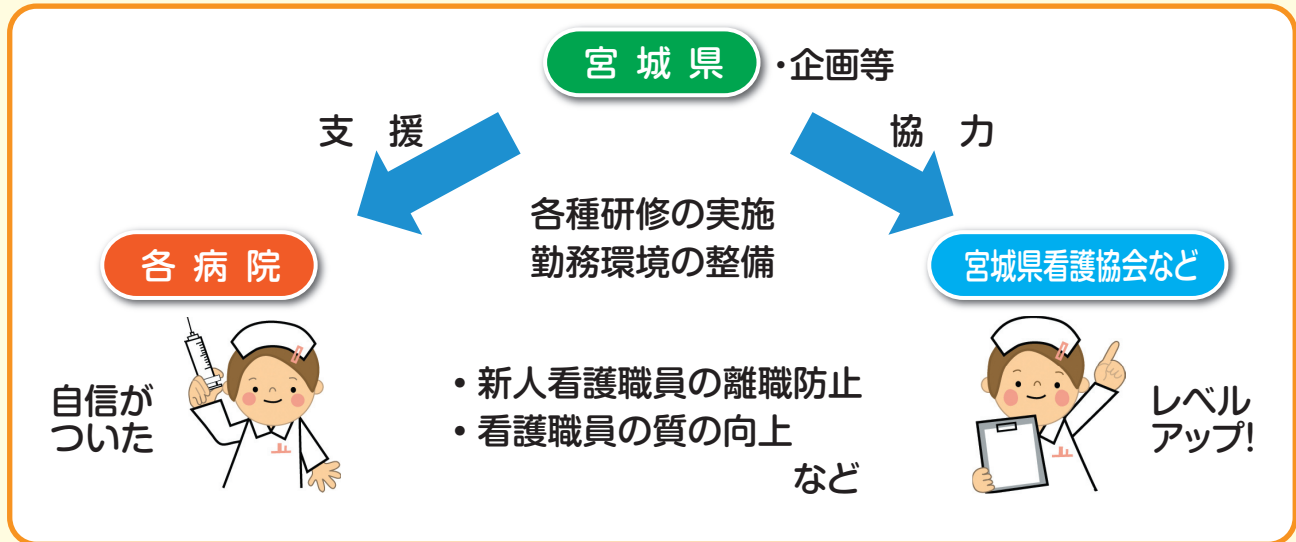 宮城県
・企画等
支援
協力
各種研修の実施
勤務環境の整備
各病院
宮城県看護協会など
自信が
ついた
・新人看護職員の離職防止
・看護職員の質の向上
など
レベル
アップ!